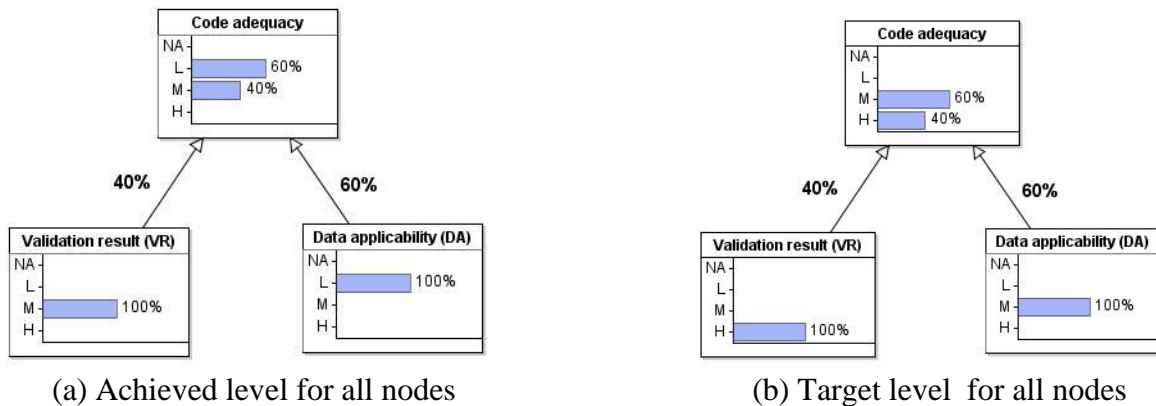 Code adequacy
NA
L
60%
M
40%
H
40%
60%
Validation result (VR)
NA
L
M
100%
H
Data applicability (DA)
NA
L
100%
M
H
(a) Achieved level for all nodes
Code adequacy
NA
L
M
60%
H
40%
40%
60%
Validation result (VR)
NA
L
M
H
100%
Data applicability (DA)
NA
L
M
100%
H
(b) Target level for all nodes